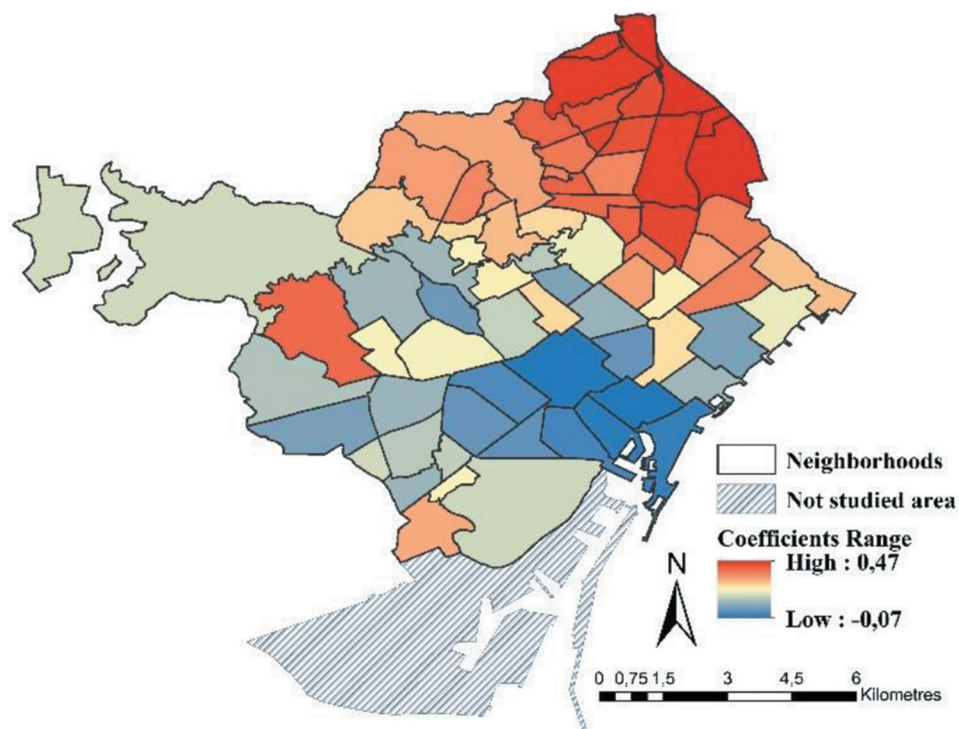 Neighborhoods
Not studied area
Coefficients Range
High : 0,47
Low : -0,07
N
0 0,75 1,5 3 4,5 6
Kilometres